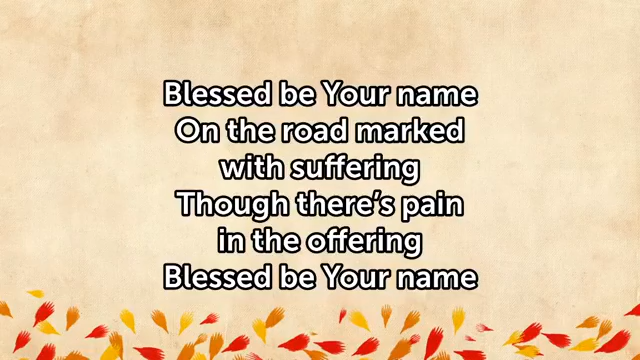 Blessed be Your name
On the road marked
with suffering
Though there's pain
in the offering
Blessed be Your name